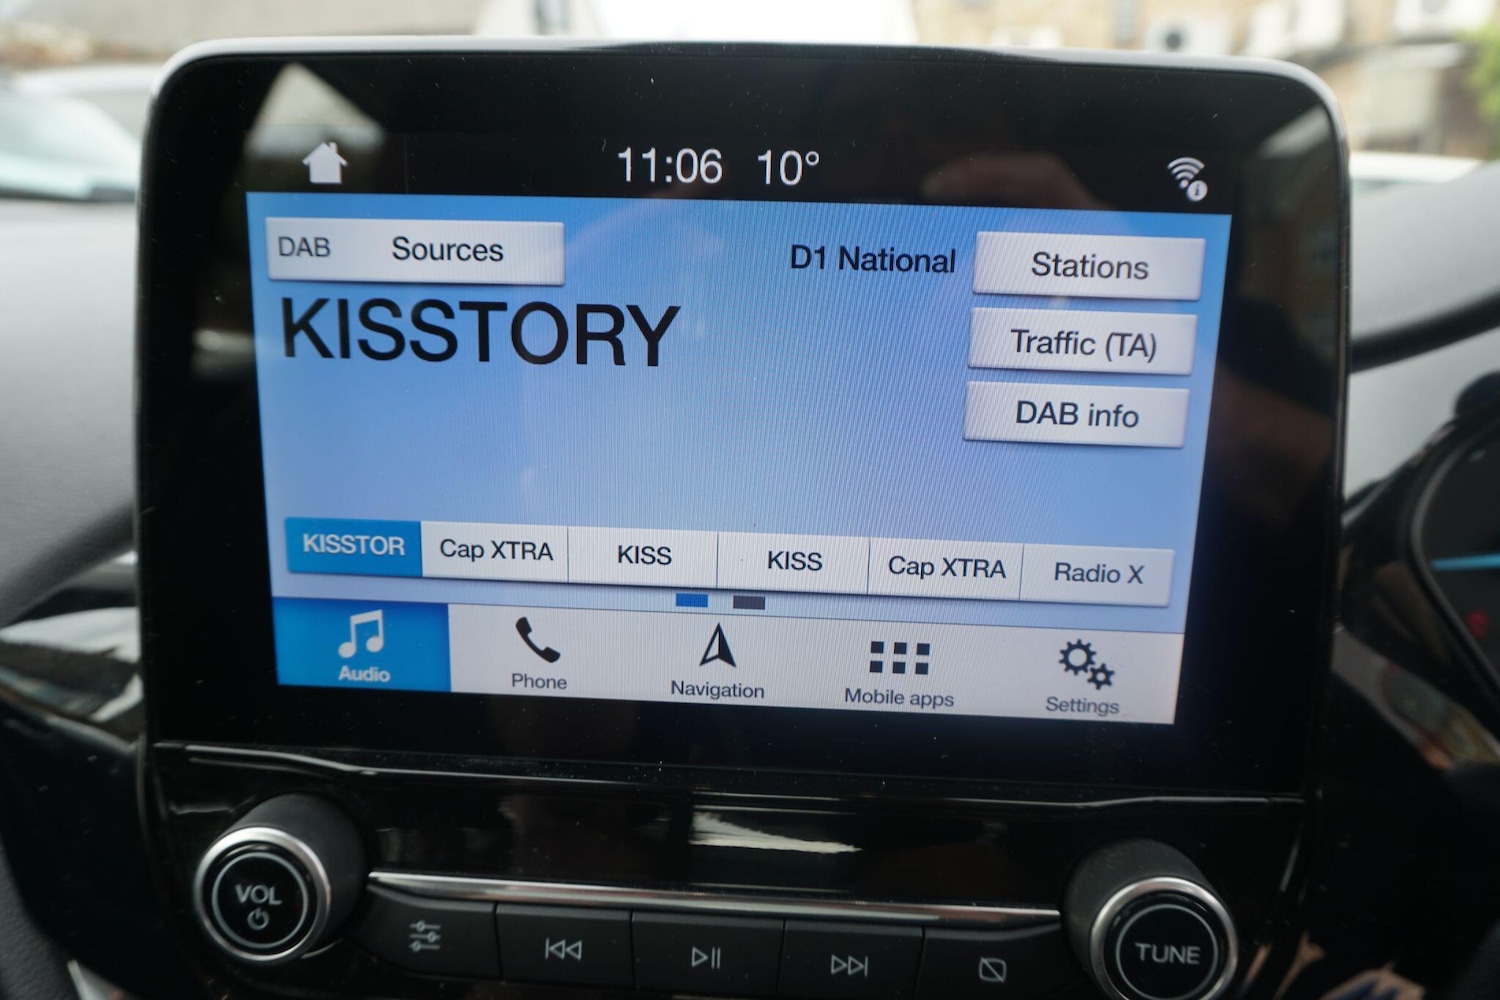 11:06 10°
DAB Sources
D1 National
Stations
KISSTORY
Traffic (TA)
DAB info
KISSTOR
Cap XTRA
KISS
KISS
Cap XTRA
Radio X
Audio
Phone
Navigation
Mobile apps
Settings
VOL
TUNE